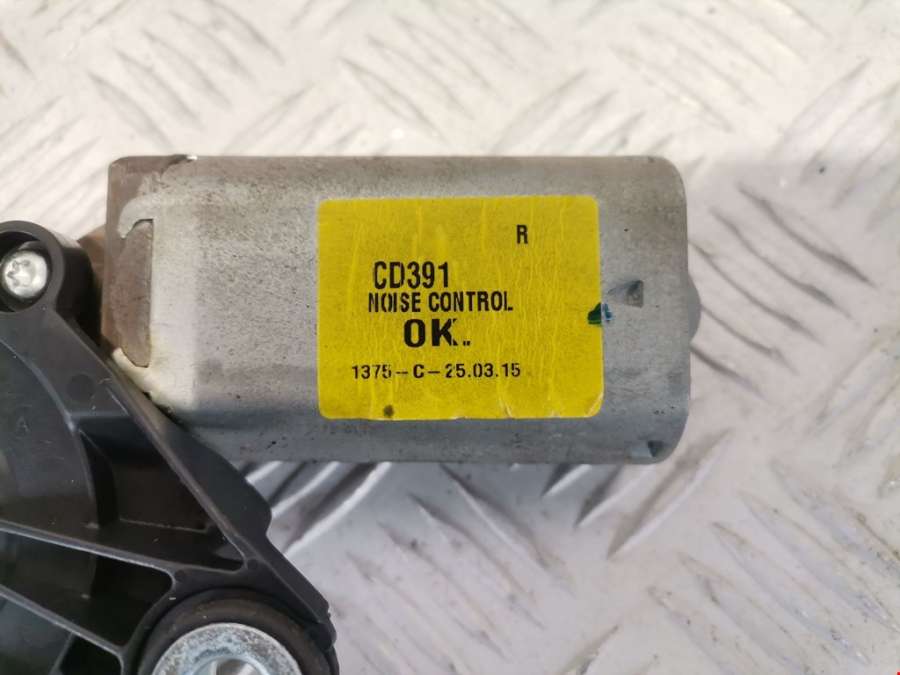 R
CD391
NOISE CONTROL
OK..
1375-C-25.03.15